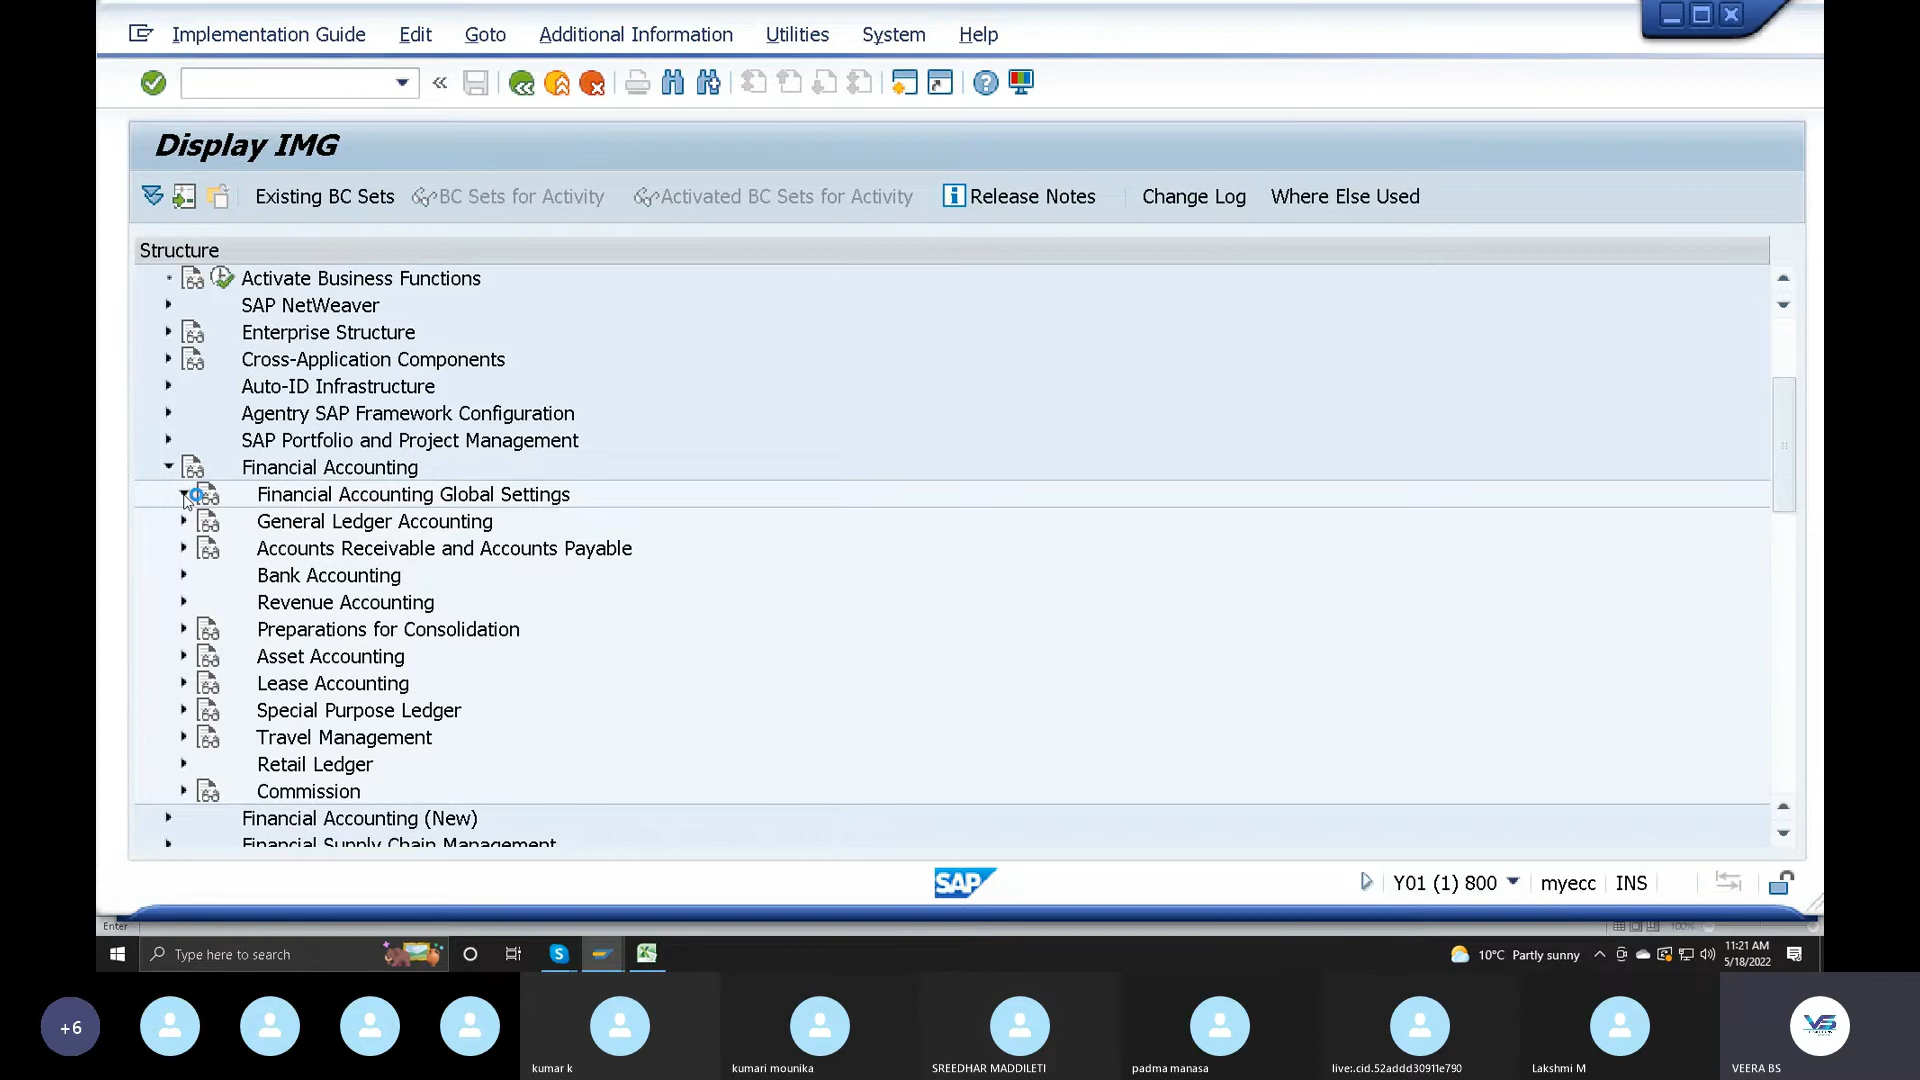 Implementation Guide Edit Goto Additional Information Utilities System Help
Display IMG
Existing BC Sets BC Sets for Activity Activated BC Sets for Activity Release Notes Change Log Where Else Used
Structure
Activate Business Functions
SAP NetWeaver
Enterprise Structure
Cross-Application Components
Auto-ID Infrastructure
Agentry SAP Framework Configuration
SAP Portfolio and Project Management
Financial Accounting
Financial Accounting Global Settings
General Ledger Accounting
Accounts Receivable and Accounts Payable
Bank Accounting
Revenue Accounting
Preparations for Consolidation
Asset Accounting
Lease Accounting
Special Purpose Ledger
Travel Management
Retail Ledger
Commission
Financial Accounting (New)
Financial Supply Chain Management
SAP Y01 (1) 800 myecc INS
Enter 100%
Type here to search 10°C Partly sunny 11:21 AM
5/18/2022
+6
kumar k kumari mounika SREEDHAR MADDILETI padma manasa live:.cid.52addd30911e790 Lakshmi M VEERA BS